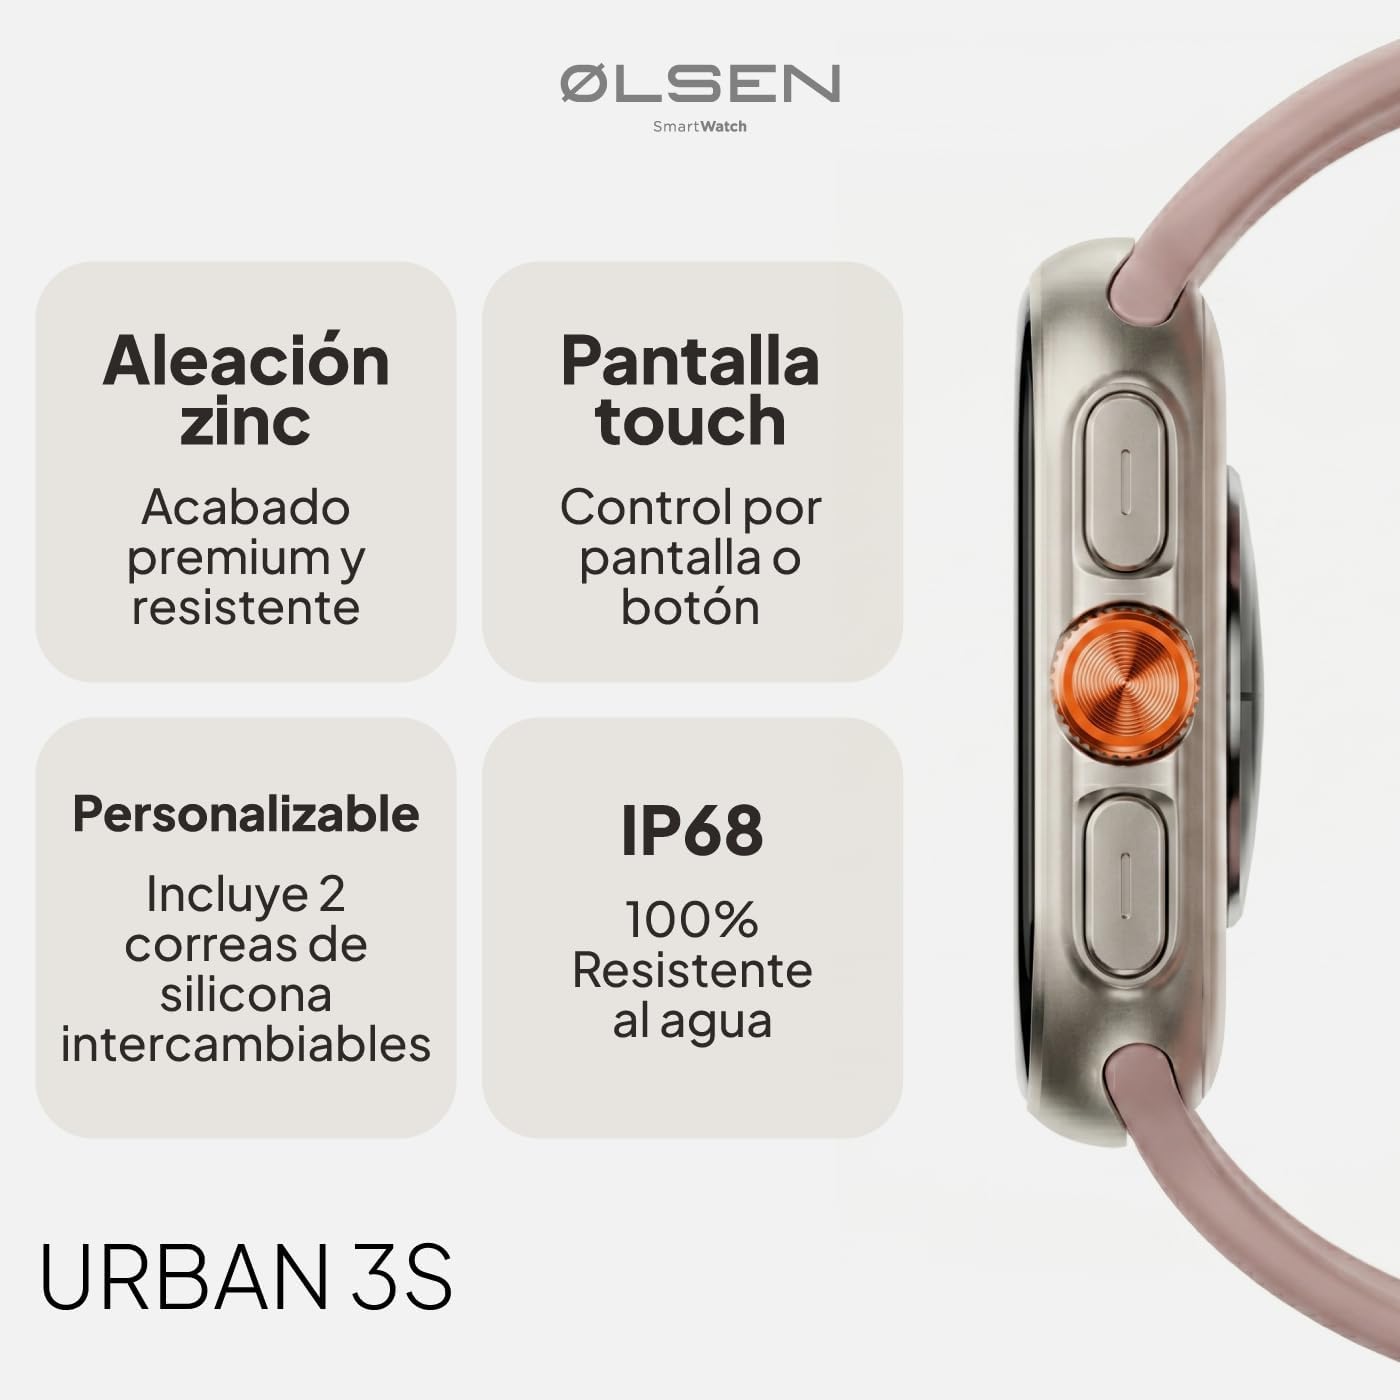 ØLSEN
SmartWatch
Aleación
zinc
Acabado
premium y
resistente
Pantalla
touch
Control por
pantalla o
botón
Personalizable
Incluye 2
correas de
silicona
intercambiables
IP68
100%
Resistente
al agua
URBAN 3S